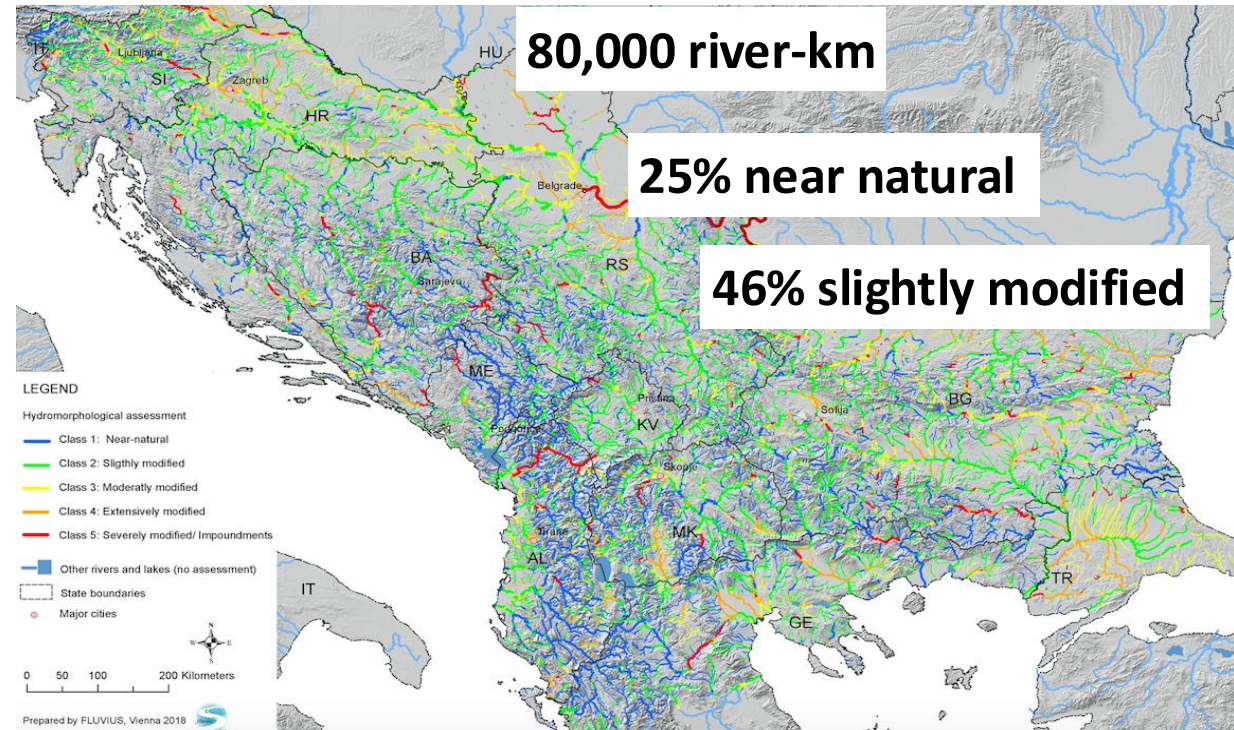 80,000 river-km
25% near natural
46% slightly modified
IT
Ljubljana
SI
Zagreb
HR
HU
Belgrade
BA
Sarajevo
RS
ME
Podgorica
Pristina
KV
Sofija
BG
Skopje
MK
Tirane
AL
GE
TR
IT
LEGEND
Hydromorphological assessment
Class 1: Near-natural
Class 2: Sligthly modified
Class 3: Moderatly modified
Class 4: Extensively modified
Class 5: Severely modified/ Impoundments
Other rivers and lakes (no assessment)
State boundaries
Major cities
N
W
E
S
0 50 100 200 Kilometers
Prepared by FLUVIUS, Vienna 2018